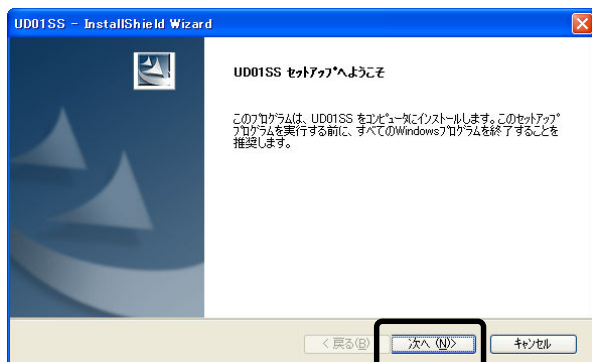 UD01SS - InstallShield Wizard
UD01SS ｾｯﾄｱｯﾌﾟへようこそ
このﾌﾟﾛｸﾞﾗﾑは、UD01SS をｺﾝﾋﾟｭｰﾀにｲﾝｽﾄｰﾙします。このｾｯﾄｱｯﾌﾟ
ﾌﾟﾛｸﾞﾗﾑを実行する前に、すべてのWindowsﾌﾟﾛｸﾞﾗﾑを終了することを
推奨します。
< 戻る(B)
次へ (N)>
ｷｬﾝｾﾙ